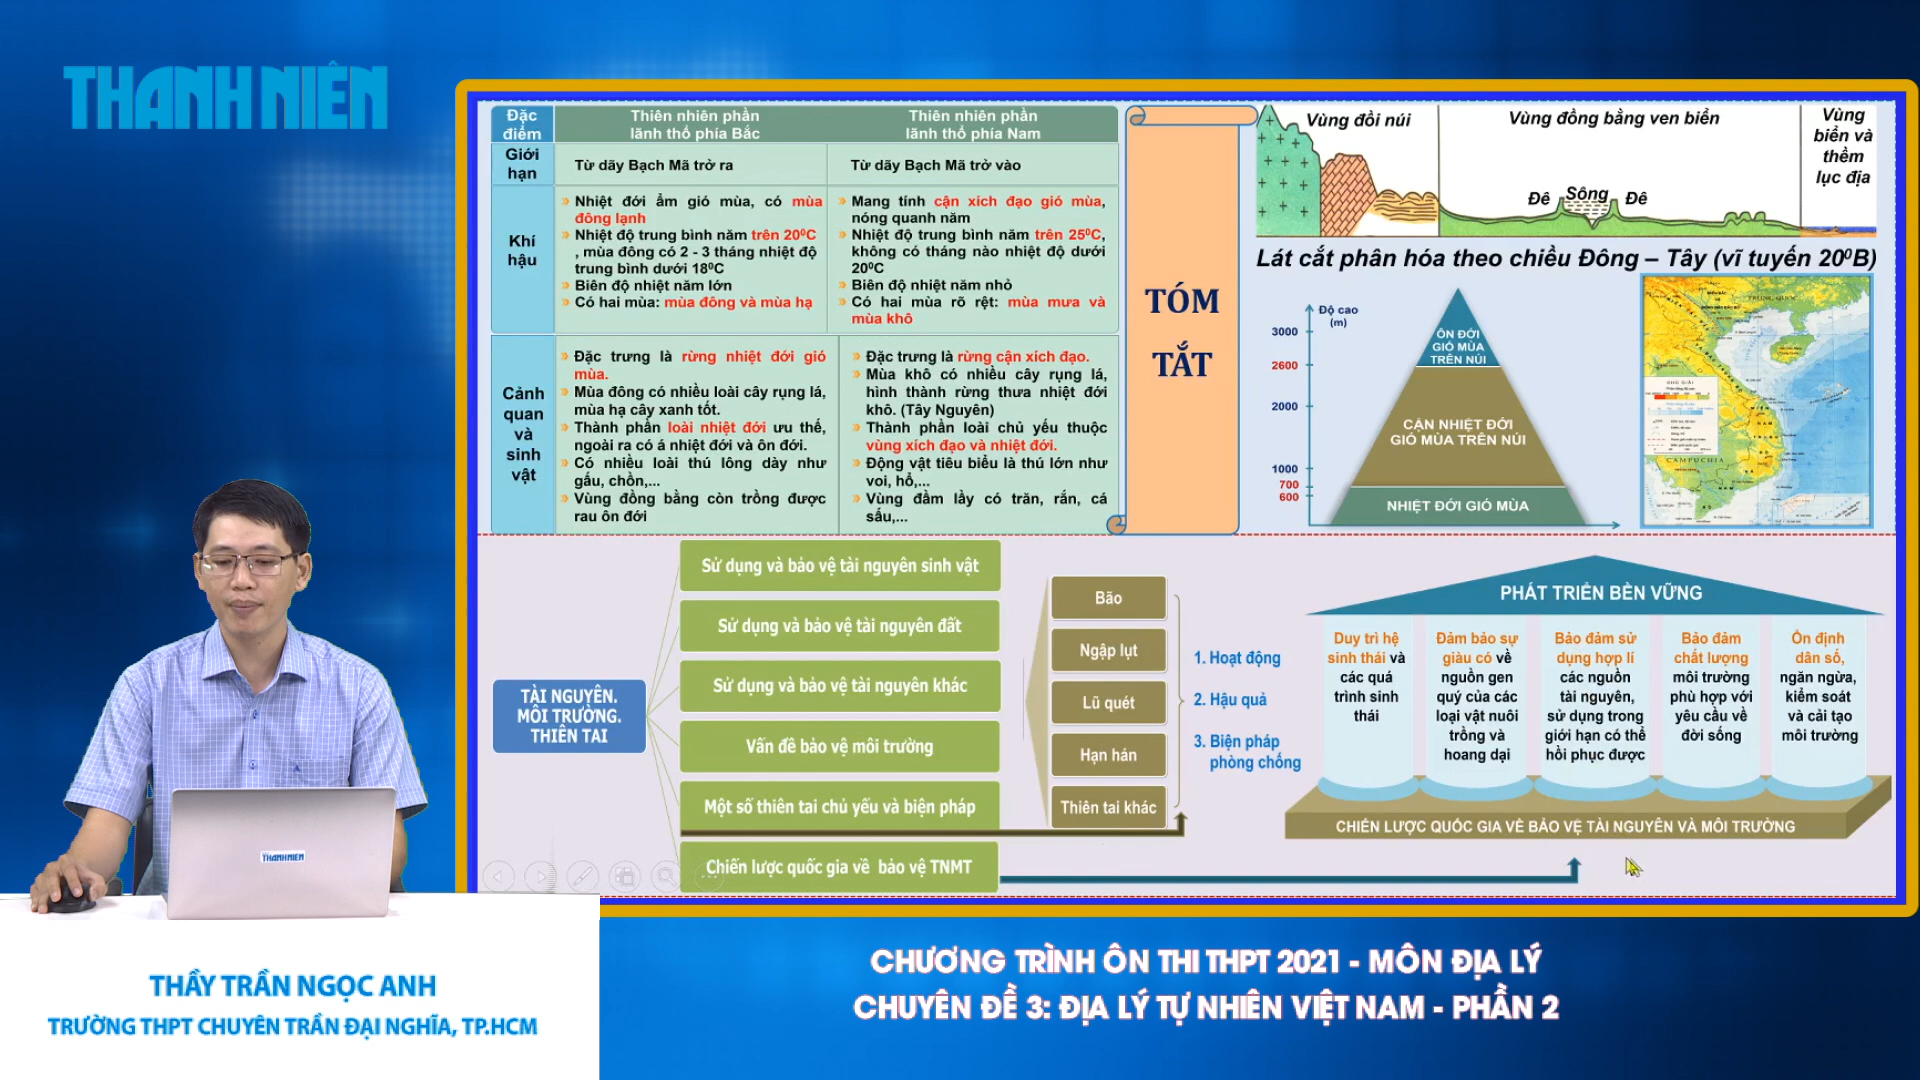 THANH NIÊN
Đặc điểm
Thiên nhiên phần
lãnh thổ phía Bắc
Thiên nhiên phần
lãnh thổ phía Nam
Giới hạn
Từ dãy Bạch Mã trở ra
Từ dãy Bạch Mã trở vào
Khí hậu
Nhiệt đới ẩm gió mùa, có mùa
đông lạnh
Nhiệt độ trung bình năm trên 20⁰C
, mùa đông có 2 - 3 tháng nhiệt độ
trung bình dưới 18⁰C
Biên độ nhiệt năm lớn
Có hai mùa: mùa đông và mùa hạ
Mang tính cận xích đạo gió mùa,
nóng quanh năm
Nhiệt độ trung bình năm trên 25⁰C,
không có tháng nào nhiệt độ dưới
20⁰C
Biên độ nhiệt năm nhỏ
Có hai mùa rõ rệt: mùa mưa và
mùa khô
Cảnh
quan
và
sinh
vật
Đặc trưng là rừng nhiệt đới gió
mùa.
Mùa đông có nhiều loài cây rụng lá,
mùa hạ cây xanh tốt.
Thành phần loài nhiệt đới ưu thế,
ngoài ra có á nhiệt đới và ôn đới.
Có nhiều loài thú lông dày như
gấu, chồn,...
Vùng đồng bằng còn trồng được
rau ôn đới
Đặc trưng là rừng cận xích đạo.
Mùa khô có nhiều cây rụng lá,
hình thành rừng thưa nhiệt đới
khô. (Tây Nguyên)
Thành phần loài chủ yếu thuộc
vùng xích đạo và nhiệt đới.
Động vật tiêu biểu là thú lớn như
voi, hổ,...
Vùng đầm lầy có trăn, rắn, cá
sấu,...
TÓM
TẮT
Vùng đồi núi
Vùng đồng bằng ven biển
Vùng
biển và
thềm
lục địa
Đê
Sông
Đê
Lát cắt phân hóa theo chiều Đông – Tây (vĩ tuyến 20⁰B)
Độ cao
(m)
3000
2600
2000
1000
700
600
ÔN ĐỚI
GIÓ MÙA
TRÊN NÚI
CẬN NHIỆT ĐỚI
GIÓ MÙA TRÊN NÚI
NHIỆT ĐỚI GIÓ MÙA
TRUNG QUỐC
CAMPUCHIA
TÀI NGUYÊN.
MÔI TRƯỜNG.
THIÊN TAI
Sử dụng và bảo vệ tài nguyên sinh vật
Sử dụng và bảo vệ tài nguyên đất
Sử dụng và bảo vệ tài nguyên khác
Vấn đề bảo vệ môi trường
Một số thiên tai chủ yếu và biện pháp
Chiến lược quốc gia về bảo vệ TNMT
Bão
Ngập lụt
Lũ quét
Hạn hán
Thiên tai khác
1. Hoạt động
2. Hậu quả
3. Biện pháp
phòng chống
PHÁT TRIỂN BỀN VỮNG
Duy trì hệ
sinh thái và
các quá
trình sinh
thái
Đảm bảo sự
giàu có về
nguồn gen
quý của các
loại vật nuôi
trồng và
hoang dại
Bảo đảm sử
dụng hợp lí
các nguồn
tài nguyên,
sử dụng trong
giới hạn có thể
hồi phục được
Bảo đảm
chất lượng
môi trường
phù hợp với
yêu cầu về
đời sống
Ổn định
dân số,
ngăn ngừa,
kiểm soát
và cải tạo
môi trường
CHIẾN LƯỢC QUỐC GIA VỀ BẢO VỆ TÀI NGUYÊN VÀ MÔI TRƯỜNG
THANH NIÊN
THẦY TRẦN NGỌC ANH
TRƯỜNG THPT CHUYÊN TRẦN ĐẠI NGHĨA, TP.HCM
CHƯƠNG TRÌNH ÔN THI THPT 2021 - MÔN ĐỊA LÝ
CHUYÊN ĐỀ 3: ĐỊA LÝ TỰ NHIÊN VIỆT NAM - PHẦN 2